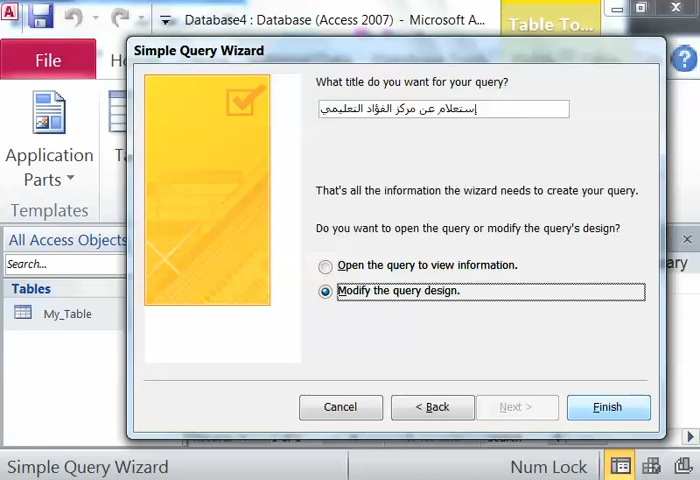 Database4 : Database (Access 2007) - Microsoft A...
Table To...
File
Simple Query Wizard
What title do you want for your query?
إستعلام عن مركز الفؤاد التعليمي
That's all the information the wizard needs to create your query.
Do you want to open the query or modify the query's design?
Open the query to view information.
Modify the query design.
Cancel
< Back
Next >
Finish
Application
Parts
Templates
All Access Objects
Search...
Tables
My_Table
Simple Query Wizard
Num Lock